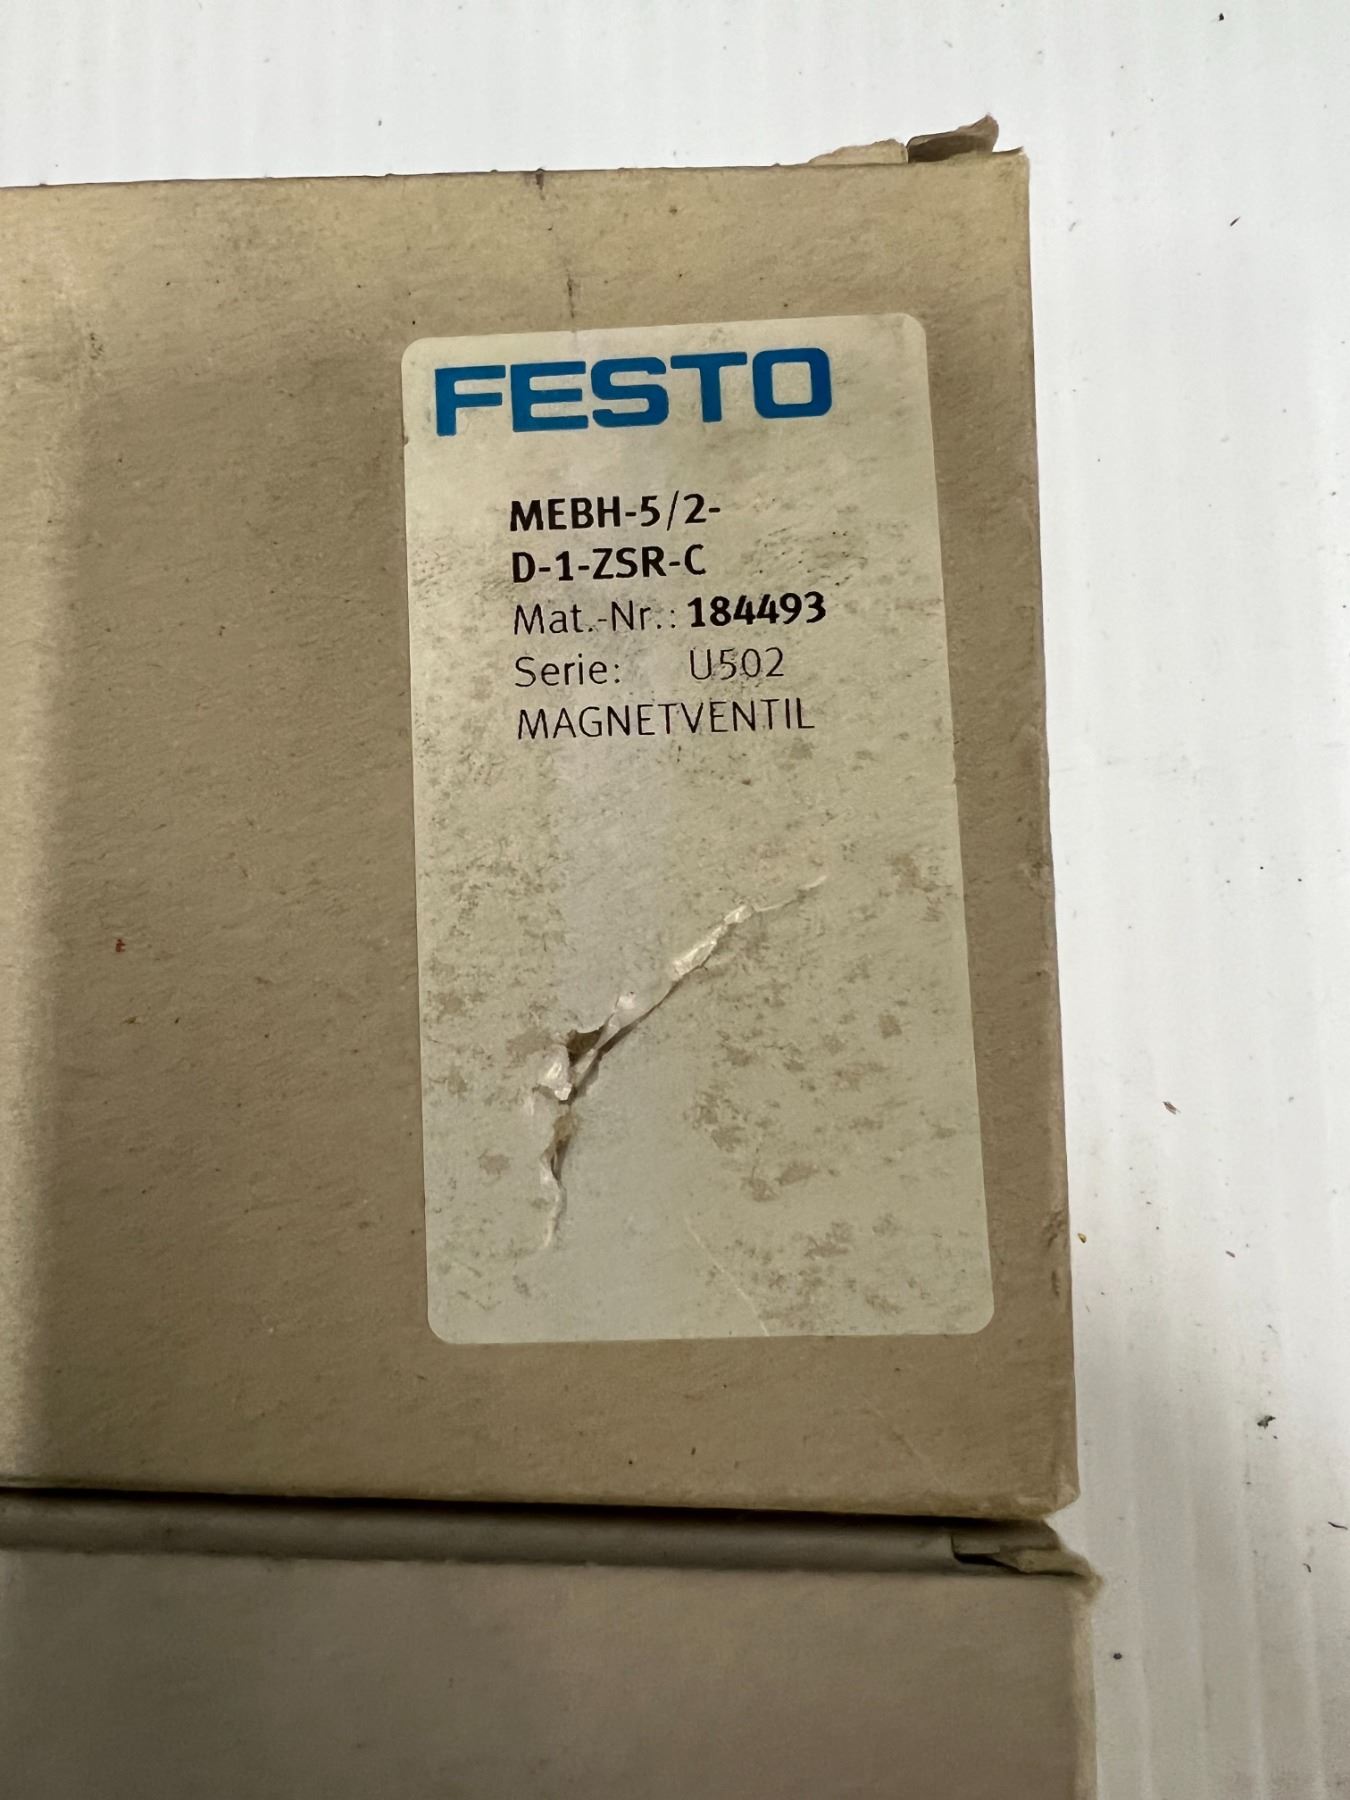 FESTO
MEBH-5/2-
D-1-ZSR-C
Mat.-Nr.: 184493
Serie: U502
MAGNETVENTIL